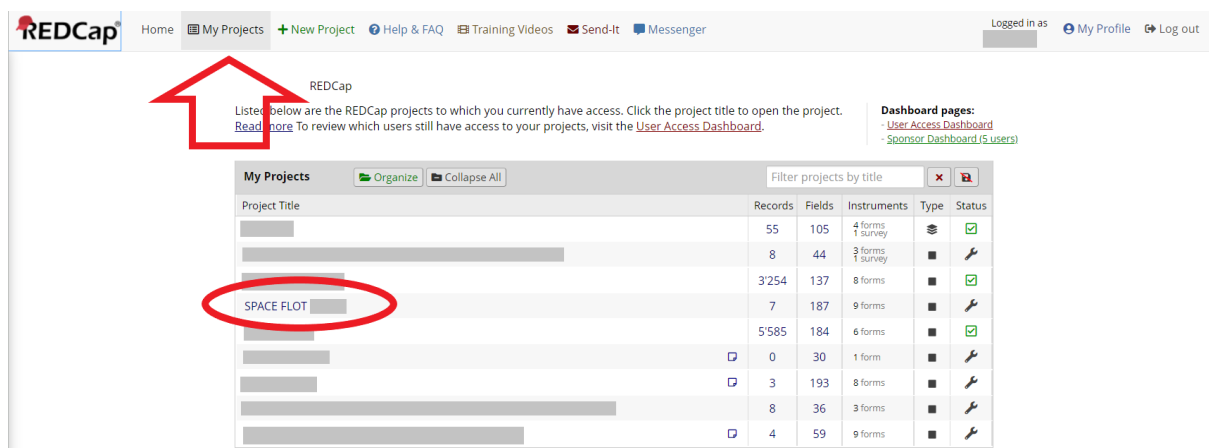 REDCap Home My Projects New Project Help & FAQ Training Videos Send-It Messenger Logged in as My Profile Log out
REDCap
Listed below are the REDCap projects to which you currently have access. Click the project title to open the project.
Read more To review which users still have access to your projects, visit the User Access Dashboard.
Dashboard pages:
- User Access Dashboard
- Sponsor Dashboard (5 users)
My Projects Organize Collapse All Filter projects by title
Project Title Records Fields Instruments Type Status
55 105 4 forms
1 survey
8 44 3 forms
1 survey
3'254 137 8 forms
SPACE FLOT 7 187 9 forms
5'585 184 6 forms
0 30 1 form
3 193 8 forms
8 36 3 forms
4 59 9 forms